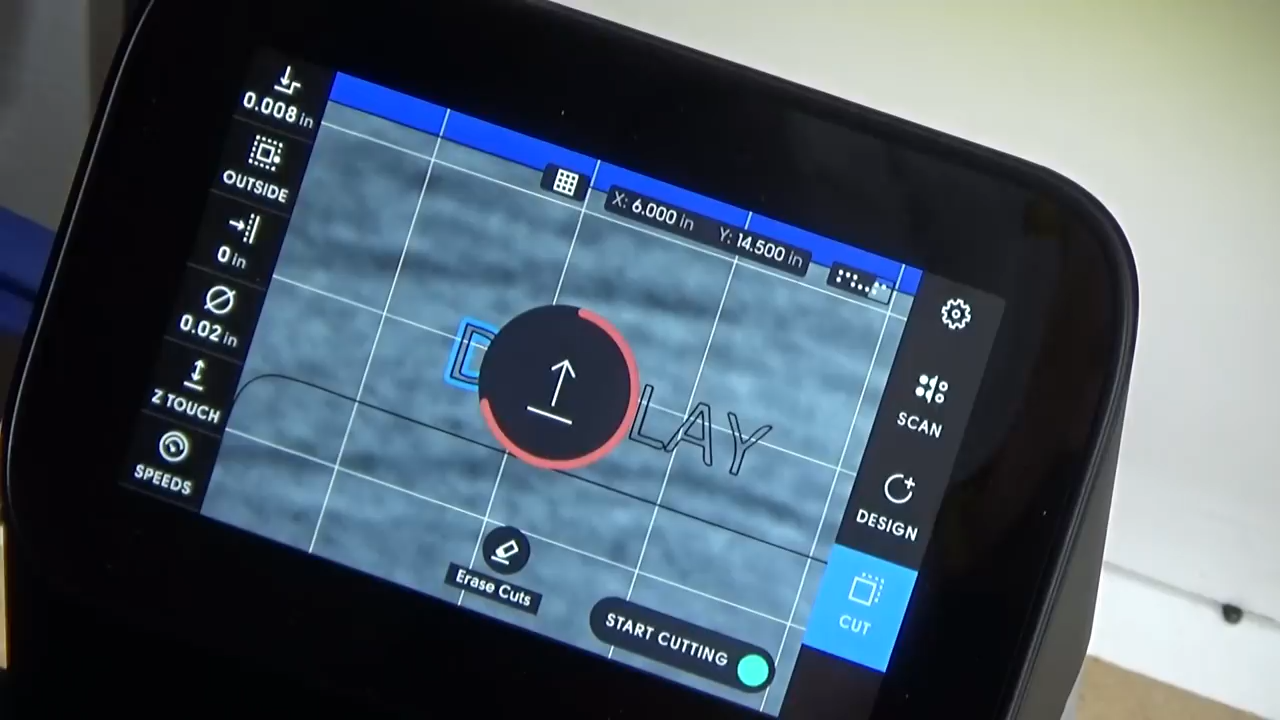 0.008 in
OUTSIDE
0 in
0.02 in
Z TOUCH
SPEEDS
X: 6.000 in
Y: 14.500 in
D
LAY
Erase Cuts
START CUTTING
SCAN
DESIGN
CUT